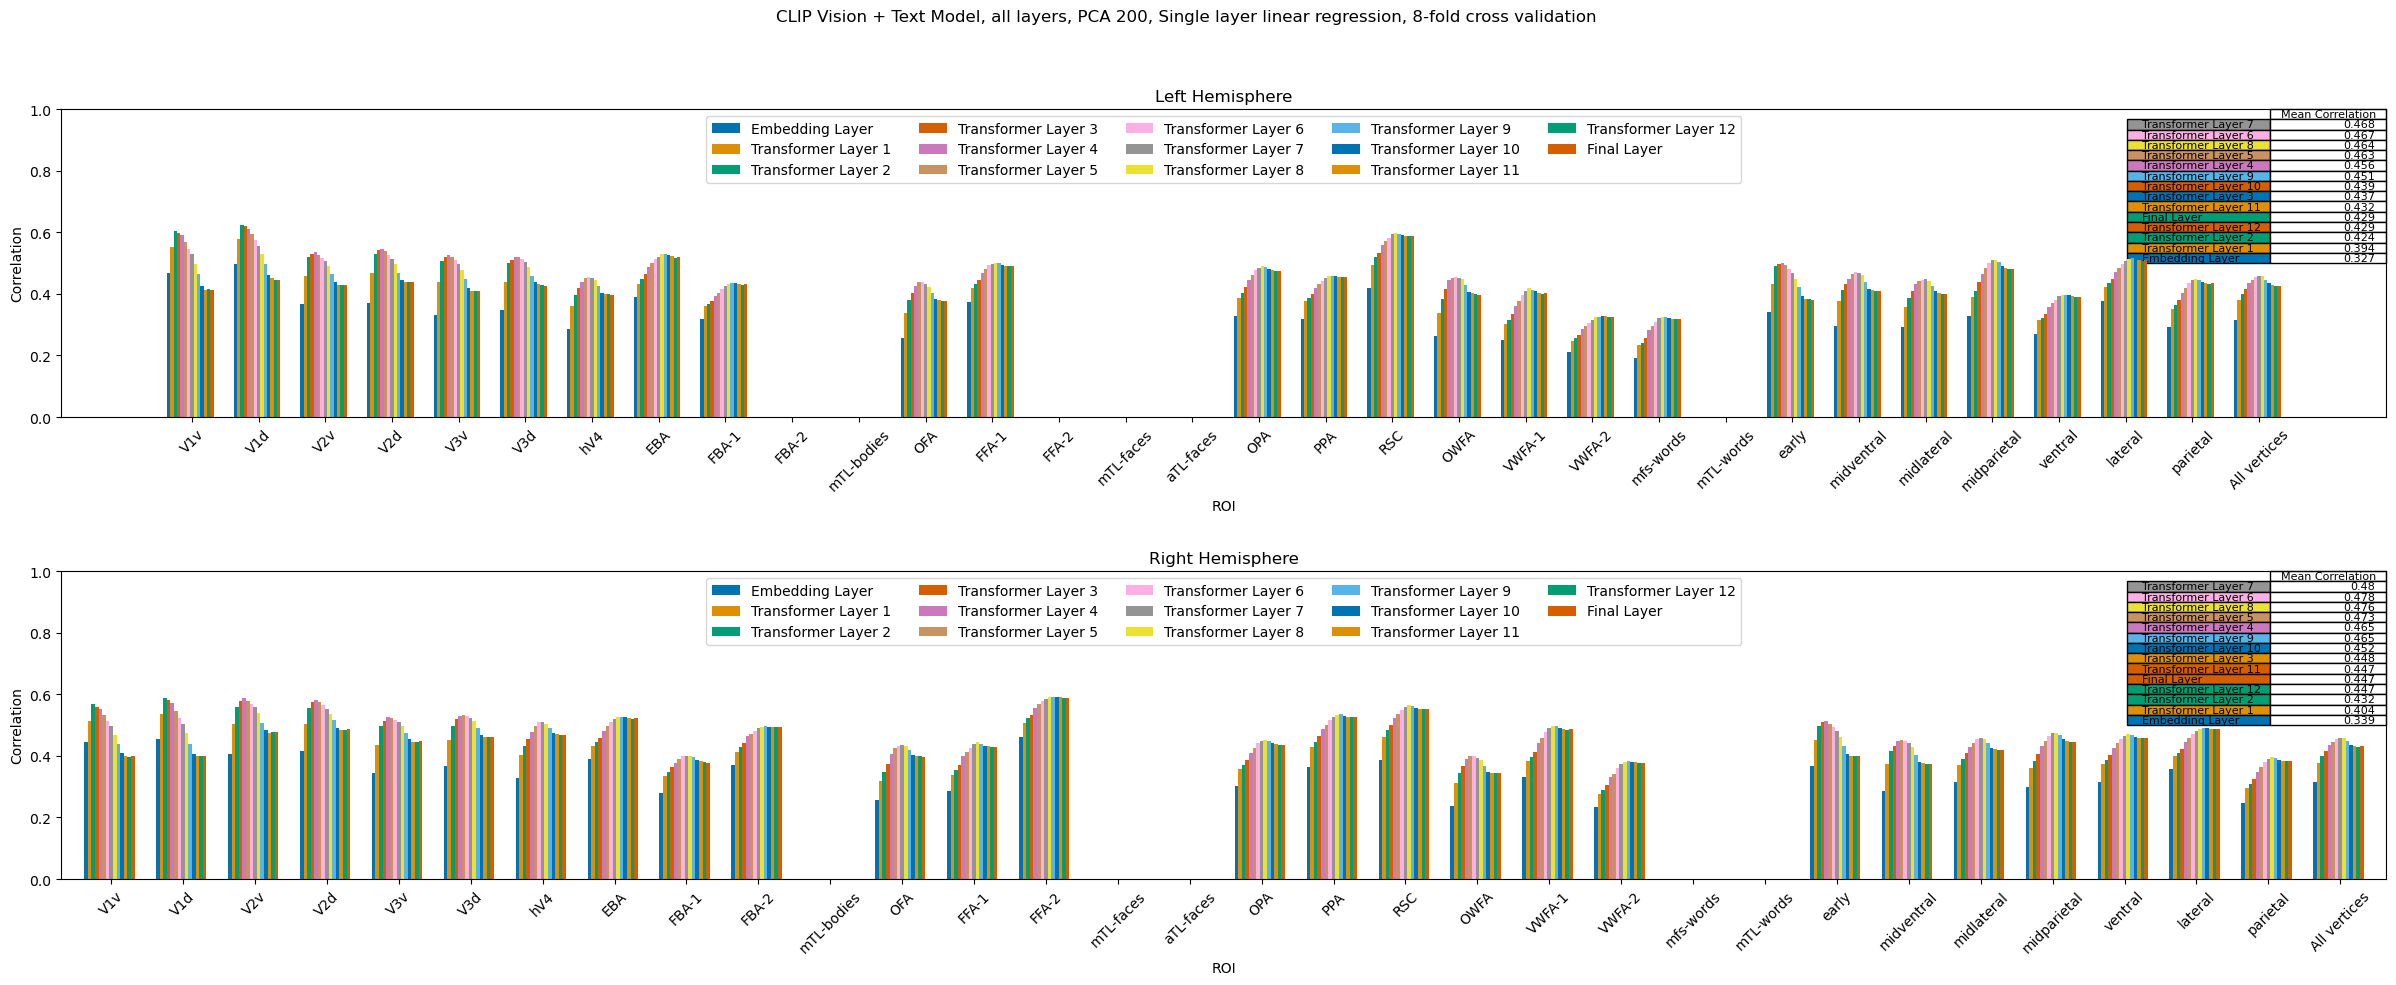 CLIP Vision + Text Model, all layers, PCA 200, Single layer linear regression, 8-fold cross validation
Left Hemisphere
Correlation
1.0
0.8
0.6
0.4
0.2
0.0
Embedding Layer
Transformer Layer 1
Transformer Layer 2
Transformer Layer 3
Transformer Layer 4
Transformer Layer 5
Transformer Layer 6
Transformer Layer 7
Transformer Layer 8
Transformer Layer 9
Transformer Layer 10
Transformer Layer 11
Transformer Layer 12
Final Layer
Mean Correlation
Transformer Layer 7 0.468
Transformer Layer 6 0.467
Transformer Layer 8 0.464
Transformer Layer 5 0.463
Transformer Layer 4 0.456
Transformer Layer 9 0.451
Transformer Layer 10 0.439
Transformer Layer 3 0.437
Transformer Layer 11 0.432
Final Layer 0.429
Transformer Layer 12 0.429
Transformer Layer 2 0.424
Transformer Layer 1 0.394
Embedding Layer 0.327
V1v V1d V2v V2d V3v V3d hV4 EBA FBA-1 FBA-2 mTL-bodies OFA FFA-1 FFA-2 mTL-faces aTL-faces OPA PPA RSC OWFA VWFA-1 VWFA-2 mfs-words mTL-words early midventral midlateral midparietal ventral lateral parietal All vertices
ROI
Right Hemisphere
Correlation
1.0
0.8
0.6
0.4
0.2
0.0
Embedding Layer
Transformer Layer 1
Transformer Layer 2
Transformer Layer 3
Transformer Layer 4
Transformer Layer 5
Transformer Layer 6
Transformer Layer 7
Transformer Layer 8
Transformer Layer 9
Transformer Layer 10
Transformer Layer 11
Transformer Layer 12
Final Layer
Mean Correlation
Transformer Layer 7 0.48
Transformer Layer 6 0.478
Transformer Layer 8 0.476
Transformer Layer 5 0.473
Transformer Layer 4 0.465
Transformer Layer 9 0.465
Transformer Layer 10 0.452
Transformer Layer 3 0.448
Transformer Layer 11 0.447
Final Layer 0.447
Transformer Layer 12 0.447
Transformer Layer 2 0.432
Transformer Layer 1 0.404
Embedding Layer 0.339
V1v V1d V2v V2d V3v V3d hV4 EBA FBA-1 FBA-2 mTL-bodies OFA FFA-1 FFA-2 mTL-faces aTL-faces OPA PPA RSC OWFA VWFA-1 VWFA-2 mfs-words mTL-words early midventral midlateral midparietal ventral lateral parietal All vertices
ROI